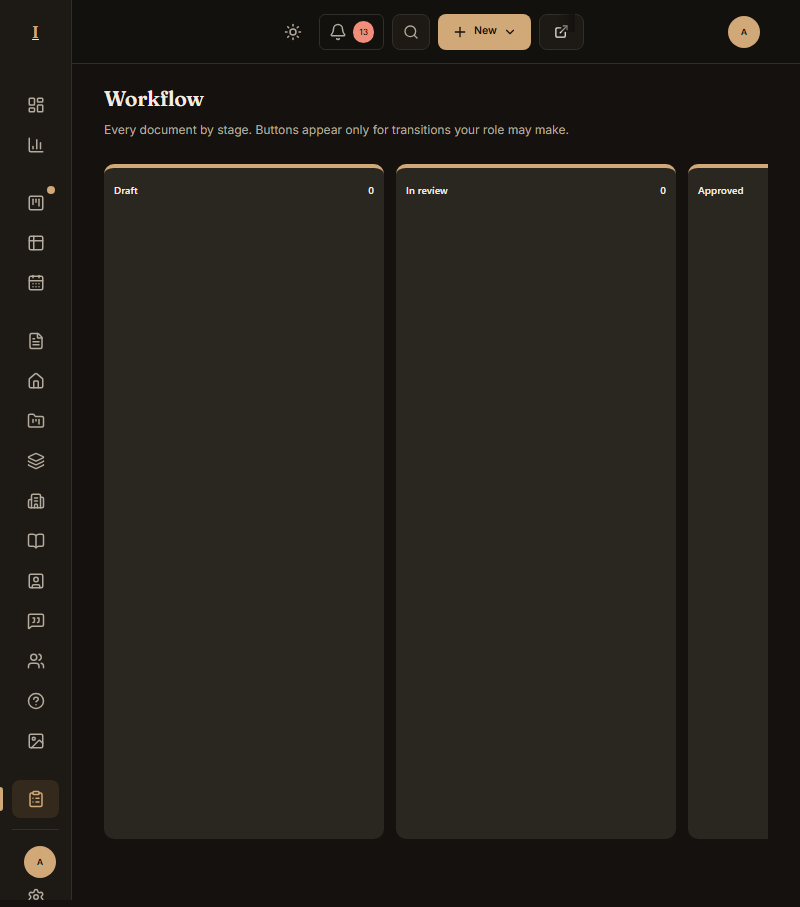 I
13
New
A
Workflow
Every document by stage. Buttons appear only for transitions your role may make.
Draft 0
In review 0
Approved
A